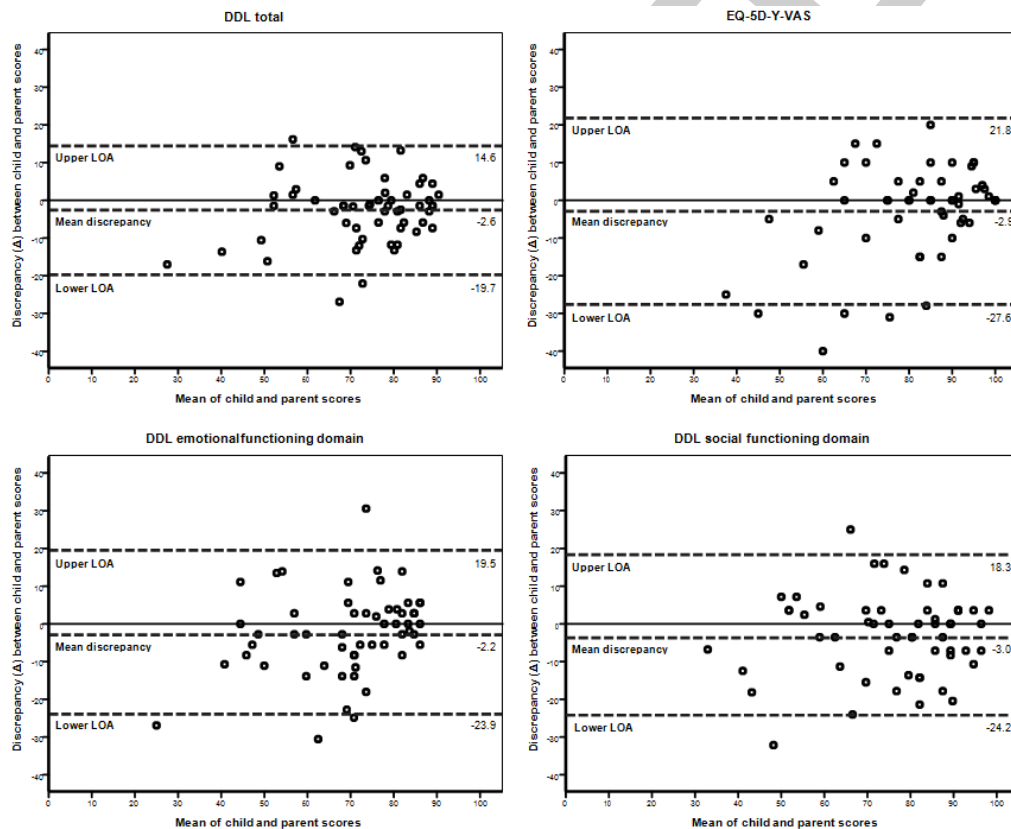 DDL total
Discrepancy (Δ) between child and parent scores
40
30
20
10
0
-10
-20
-30
-40
Upper LOA 14.6
Mean discrepancy -2.6
Lower LOA -19.7
0 10 20 30 40 50 60 70 80 90 100
Mean of child and parent scores
EQ-5D-Y-VAS
Discrepancy (Δ) between child and parent scores
40
30
20
10
0
-10
-20
-30
-40
Upper LOA 21.8
Mean discrepancy -2.9
Lower LOA -27.6
0 10 20 30 40 50 60 70 80 90 100
Mean of child and parent scores
DDL emotionalfunctioning domain
Discrepancy (Δ) between child and parent scores
40
30
20
10
0
-10
-20
-30
-40
Upper LOA 19.5
Mean discrepancy -2.2
Lower LOA -23.9
0 10 20 30 40 50 60 70 80 90 100
Mean of child and parent scores
DDL social functioning domain
Discrepancy (Δ) between child and parent scores
40
30
20
10
0
-10
-20
-30
-40
Upper LOA 18.3
Mean discrepancy -3.0
Lower LOA -24.2
0 10 20 30 40 50 60 70 80 90 100
Mean of child and parent scores